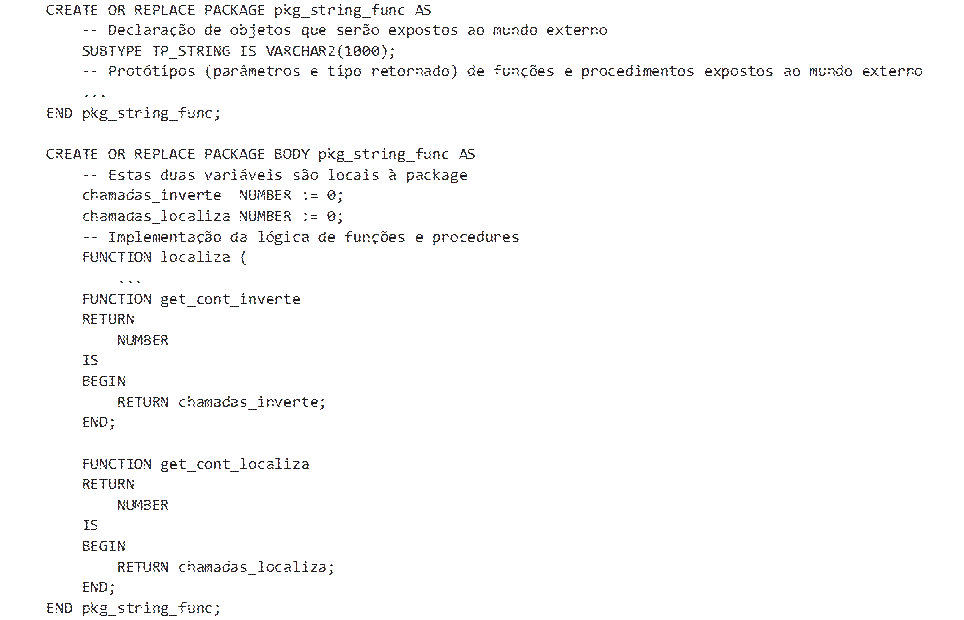 CREATE OR REPLACE PACKAGE pkg_string_func AS
-- Declaração de objetos que serão expostos ao mundo externo
SUBTYPE TP_STRING IS VARCHAR2(1000);
-- Protótipos (parâmetros e tipo retornado) de funções e procedimentos expostos ao mundo externo
...
END pkg_string_func;
CREATE OR REPLACE PACKAGE BODY pkg_string_func AS
-- Estas duas variáveis são locais à package
chamadas_inverte NUMBER := 0;
chamadas_localiza NUMBER := 0;
-- Implementação da lógica de funções e procedures
FUNCTION localiza (
...
FUNCTION get_cont_inverte
RETURN
NUMBER
IS
BEGIN
RETURN chamadas_inverte;
END;
FUNCTION get_cont_localiza
RETURN
NUMBER
IS
BEGIN
RETURN chamadas_localiza;
END;
END pkg_string_func;